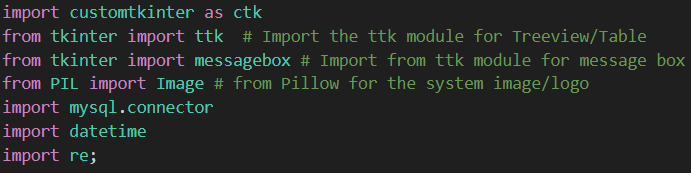 import customtkinter as ctk
from tkinter import ttk  # Import the ttk module for Treeview/Table
from tkinter import messagebox # Import from ttk module for message box
from PIL import Image # from Pillow for the system image/logo
import mysql.connector
import datetime
import re;